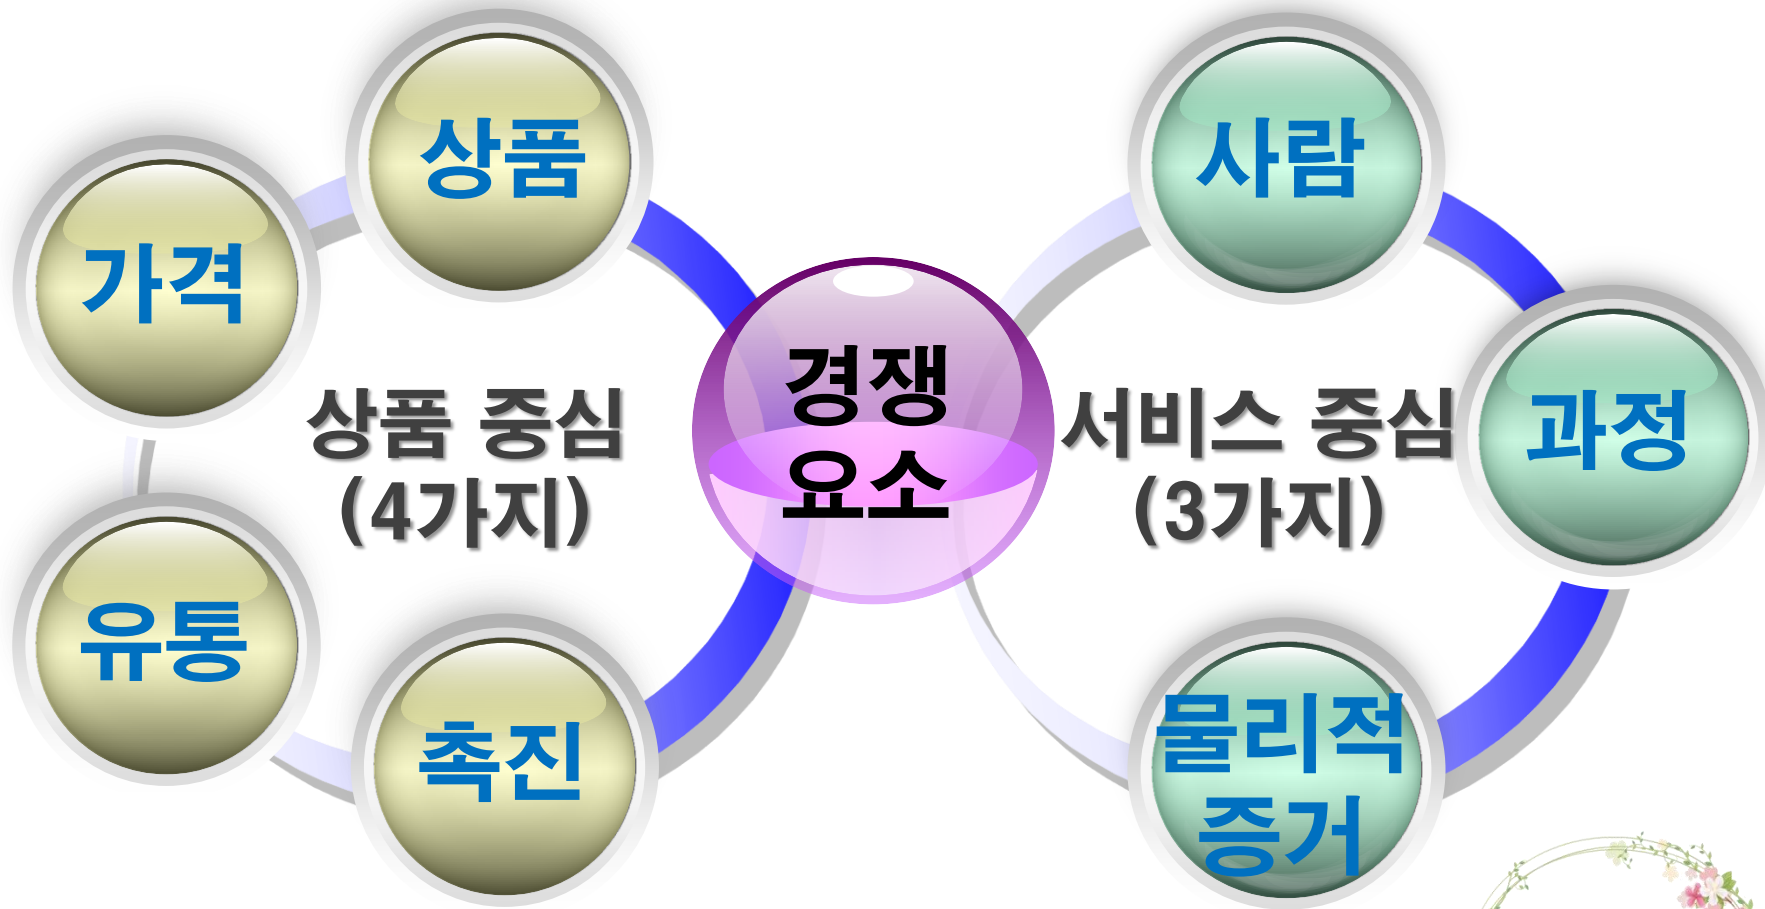 상품
가격
상품 중심
(4가지)
유통
촉진
경쟁
요소
사람
서비스 중심
(3가지)
과정
물리적
증거